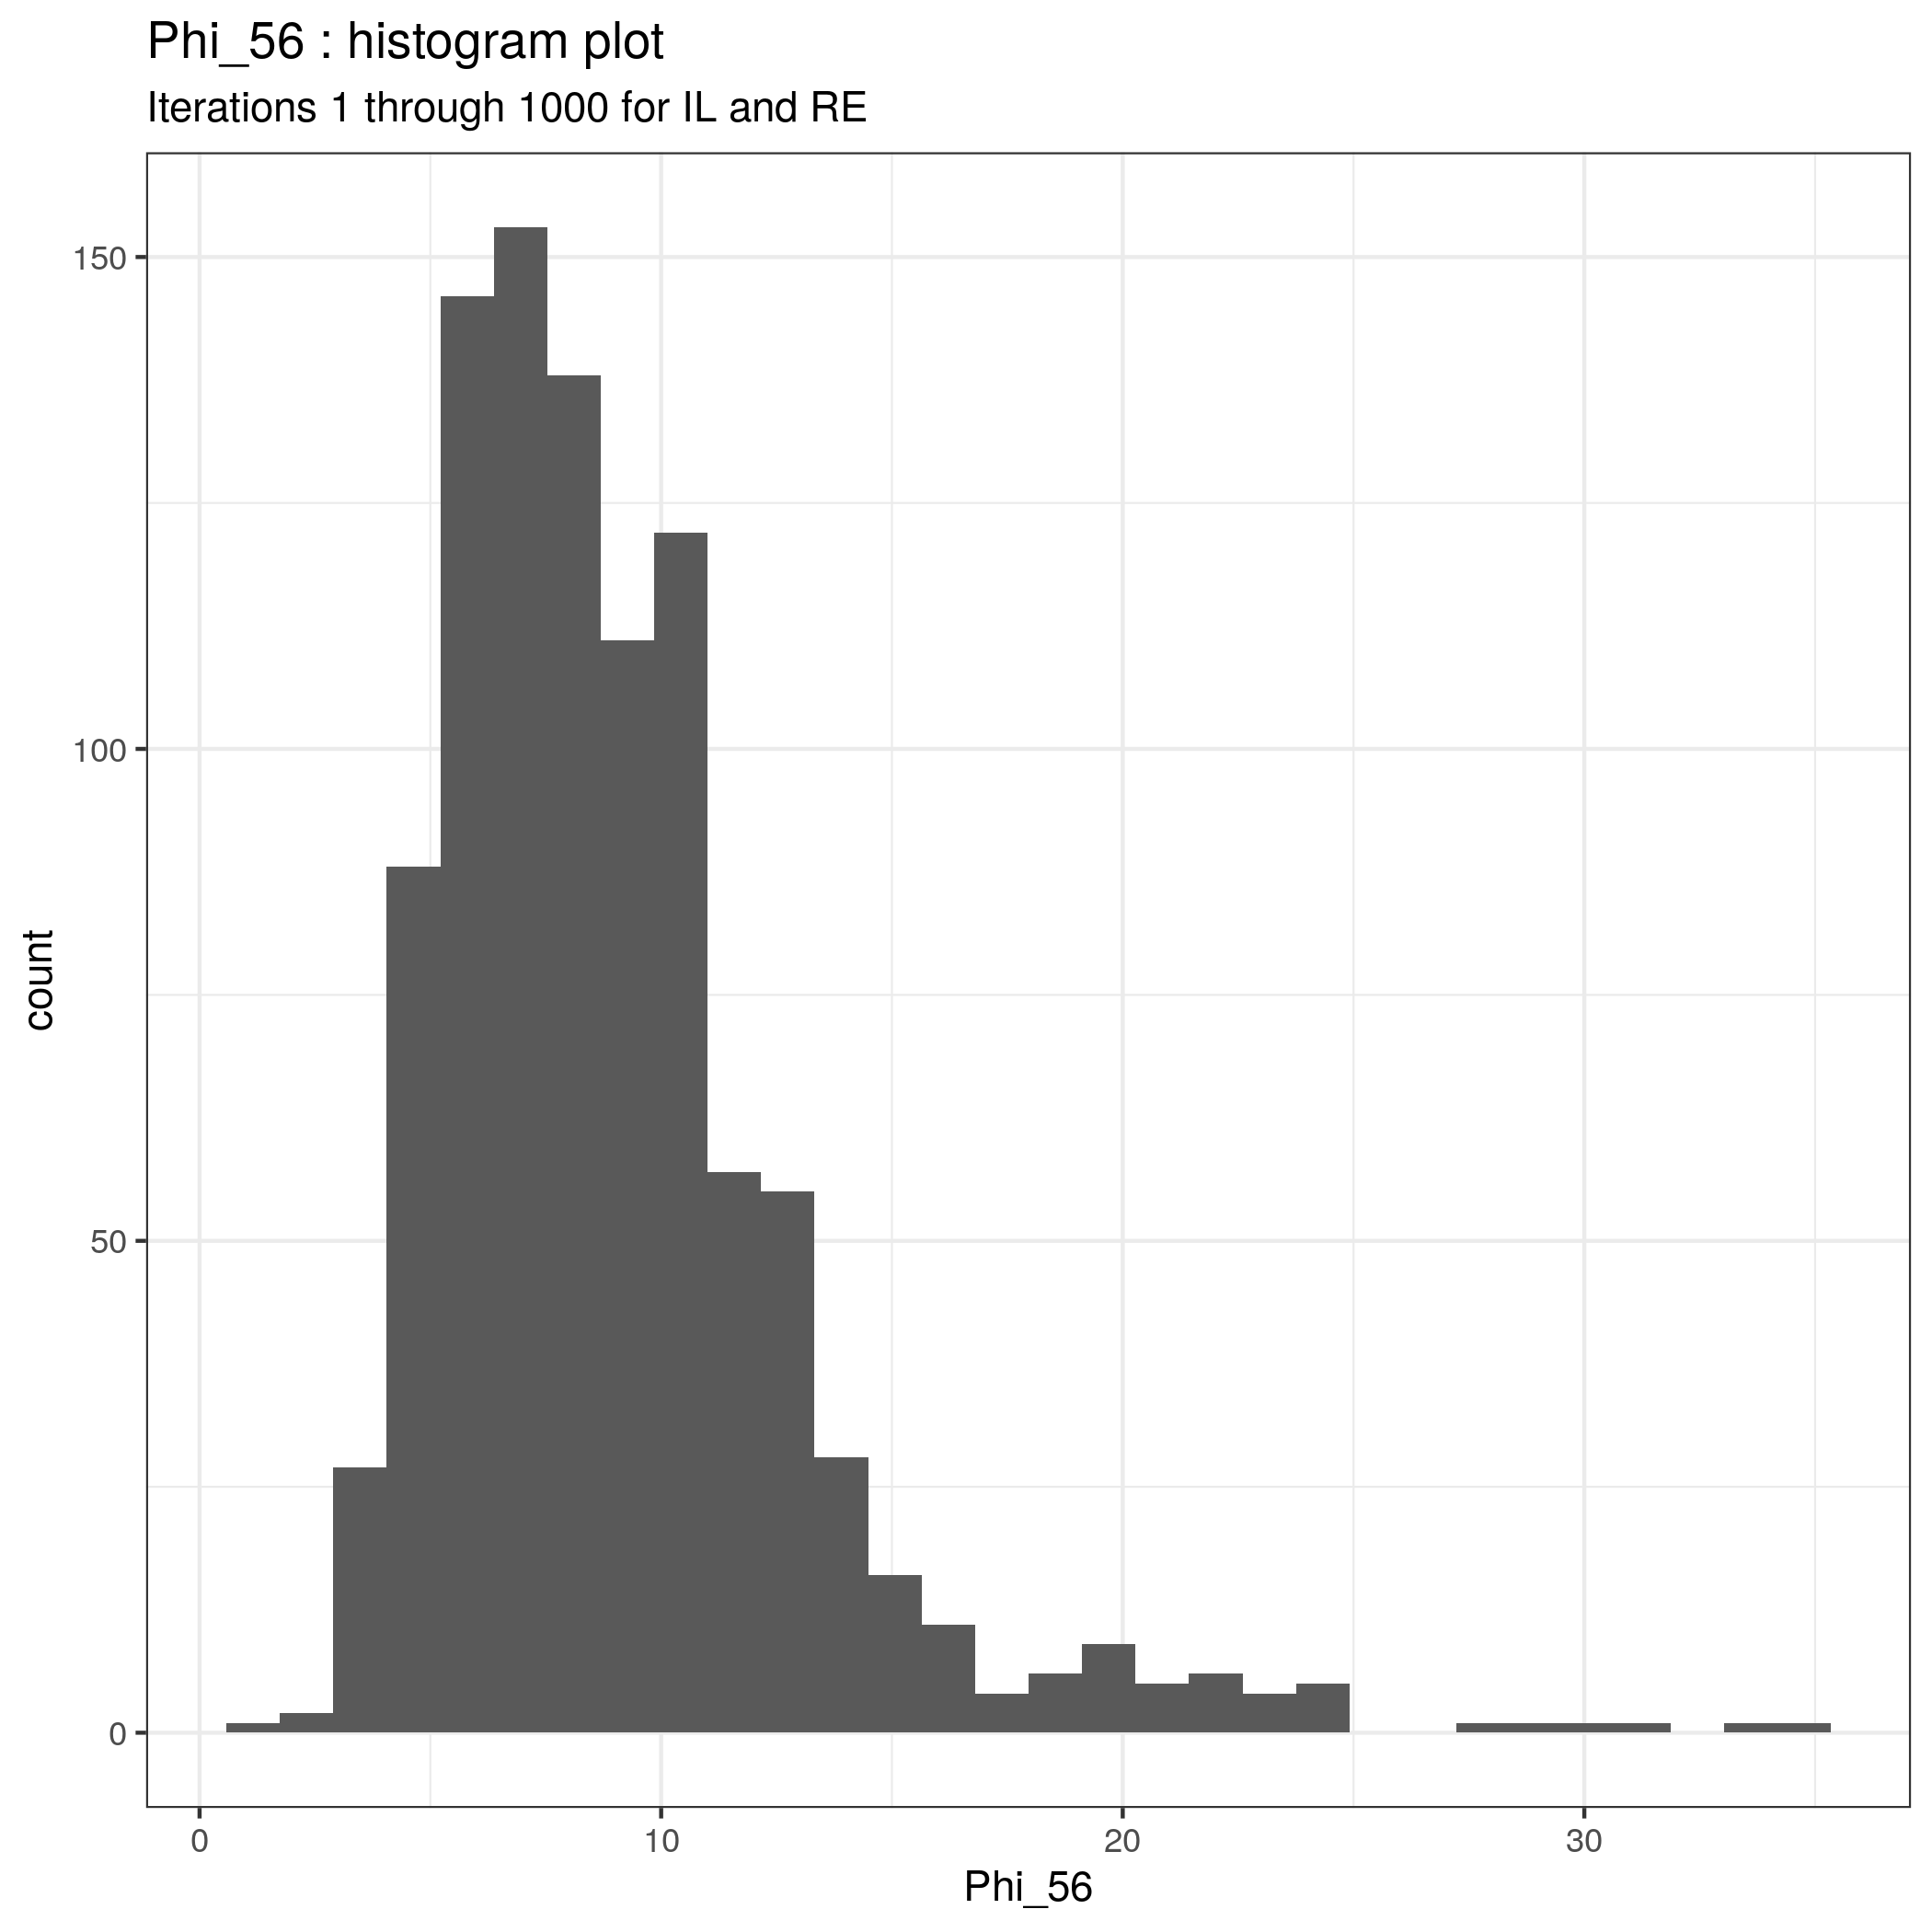 Phi_56 : histogram plot
Iterations 1 through 1000 for IL and RE
count
150
100
50
0
0 10 20 30
Phi_56